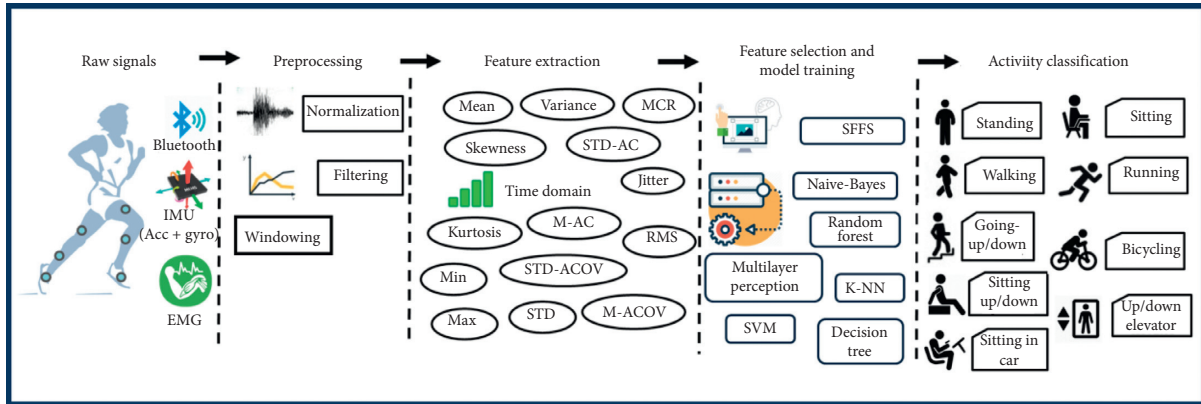 Raw signals
Preprocessing
Feature extraction
Feature selection and
model training
Activiity classification
Bluetooth
IMU
(Acc + gyro)
EMG
Normalization
y
Filtering
Windowing
Mean
Variance
MCR
Skewness
STD-AC
Time domain
Jitter
Kurtosis
M-AC
RMS
Min
STD-ACOV
Max
STD
M-ACOV
SFFS
Naive-Bayes
Random
forest
Multilayer
perception
K-NN
SVM
Decision
tree
Standing
Sitting
Walking
Running
Going-
up/down
Bicycling
Sitting
up/down
Up/down
elevator
Sitting in
car